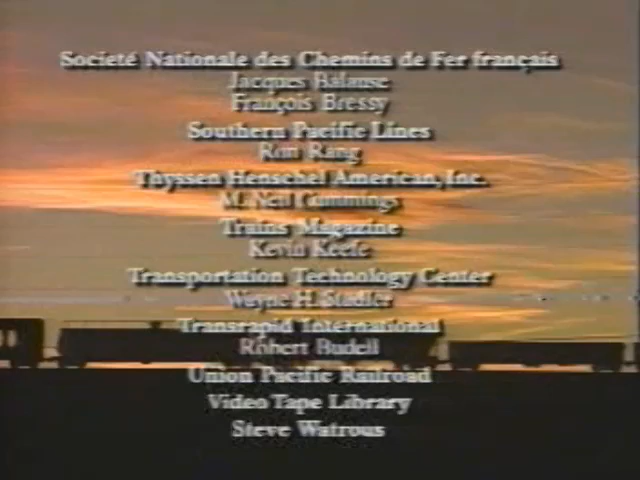 Societé Nationale des Chemins de Fer français
Jacques Balause
François Bressy
Southern Pacific Lines
Ron Rang
Thyssen Henschel American, Inc.
M. Neil Cummings
Trains Magazine
Kevin Keefe
Transportation Technology Center
Wayne H. Stadler
Transrapid International
Robert Budell
Union Pacific Railroad
Video Tape Library
Steve Watrous